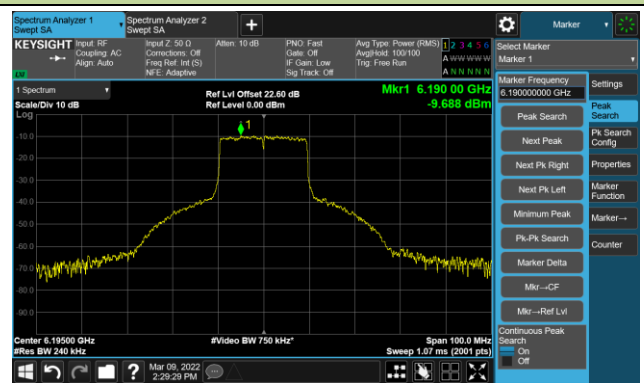 Spectrum Analyzer 1
Swept SA
Spectrum Analyzer 2
Swept SA
+
Marker
KEYSIGHT
Input: RF
Coupling: AC
Align: Auto
Input Z: 50 Ω
Corrections: Off
Freq Ref: Int (S)
NFE: Adaptive
Atten: 10 dB
PNO: Fast
Gate: Off
IF Gain: Low
Sig Track: Off
Avg Type: Power (RMS)
Avg|Hold: 100/100
Trig: Free Run
1 2 3 4 5 6
A W W W W W
A N N N N N
LXI
Select Marker
Marker 1
1 Spectrum
Scale/Div 10 dB
Ref Lvl Offset 22.60 dB
Ref Level 0.00 dBm
Mkr1 6.190 00 GHz
-9.688 dBm
Log
1
-10.0
-20.0
-30.0
-40.0
-50.0
-60.0
-70.0
-80.0
-90.0
Center 6.19500 GHz
#Res BW 240 kHz
#Video BW 750 kHz*
Span 100.0 MHz
Sweep 1.07 ms (2001 pts)
Marker Frequency
6.190000000 GHz
Peak Search
Next Peak
Next Pk Right
Next Pk Left
Minimum Peak
Pk-Pk Search
Marker Delta
Mkr→CF
Mkr→Ref Lvl
Continuous Peak
Search
On
Off
Settings
Peak
Search
Pk Search
Config
Properties
Marker
Function
Marker→
Counter
?
Mar 09, 2022
2:29:29 PM